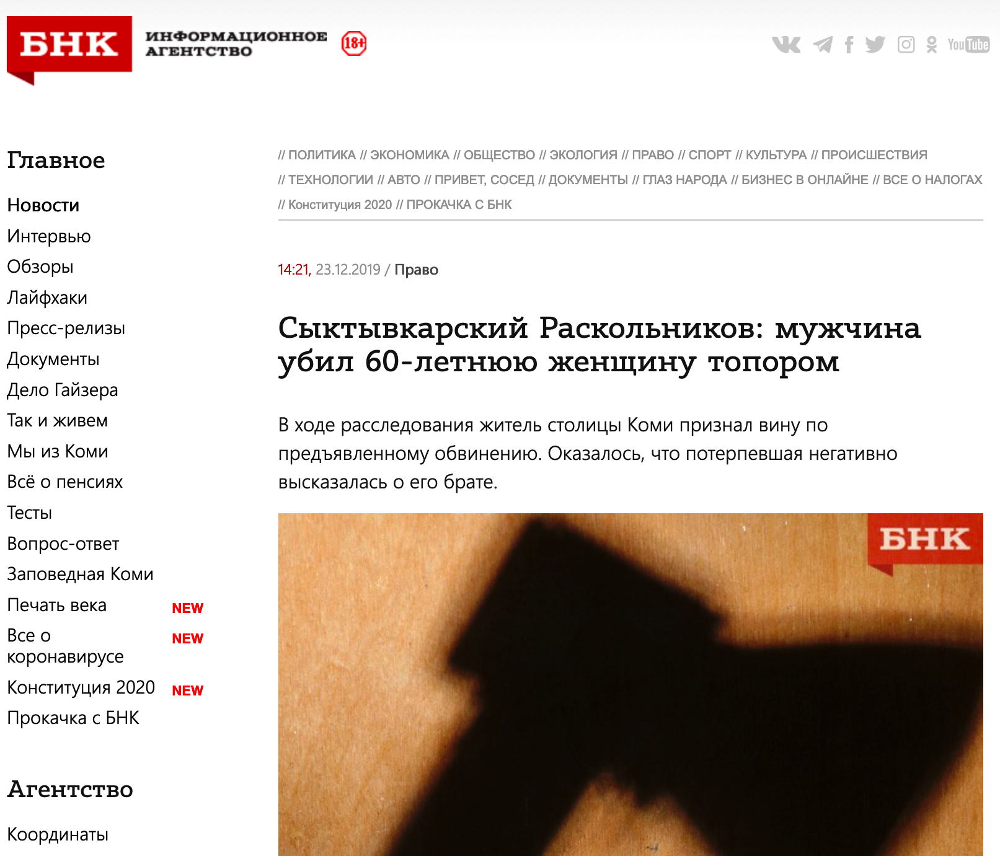 БНК
ИНФОРМАЦИОННОЕ
АГЕНТСТВО
18+
You Tube
Главное
Новости
Интервью
Обзоры
Лайфхаки
Пресс-релизы
Документы
Дело Гайзера
Так и живем
Мы из Коми
Всё о пенсиях
Тесты
Вопрос-ответ
Заповедная Коми
Печать века NEW
Все о NEW
коронавирусе
Конституция 2020 NEW
Прокачка с БНК
Агентство
Координаты
// ПОЛИТИКА // ЭКОНОМИКА // ОБЩЕСТВО // ЭКОЛОГИЯ // ПРАВО // СПОРТ // КУЛЬТУРА // ПРОИСШЕСТВИЯ
// ТЕХНОЛОГИИ // АВТО // ПРИВЕТ, СОСЕД // ДОКУМЕНТЫ // ГЛАЗ НАРОДА // БИЗНЕС В ОНЛАЙНЕ // ВСЕ О НАЛОГАХ
// Конституция 2020 // ПРОКАЧКА С БНК
14:21, 23.12.2019 / Право
Сыктывкарский Раскольников: мужчина
убил 60-летнюю женщину топором
В ходе расследования житель столицы Коми признал вину по
предъявленному обвинению. Оказалось, что потерпевшая негативно
высказалась о его брате.
БНК